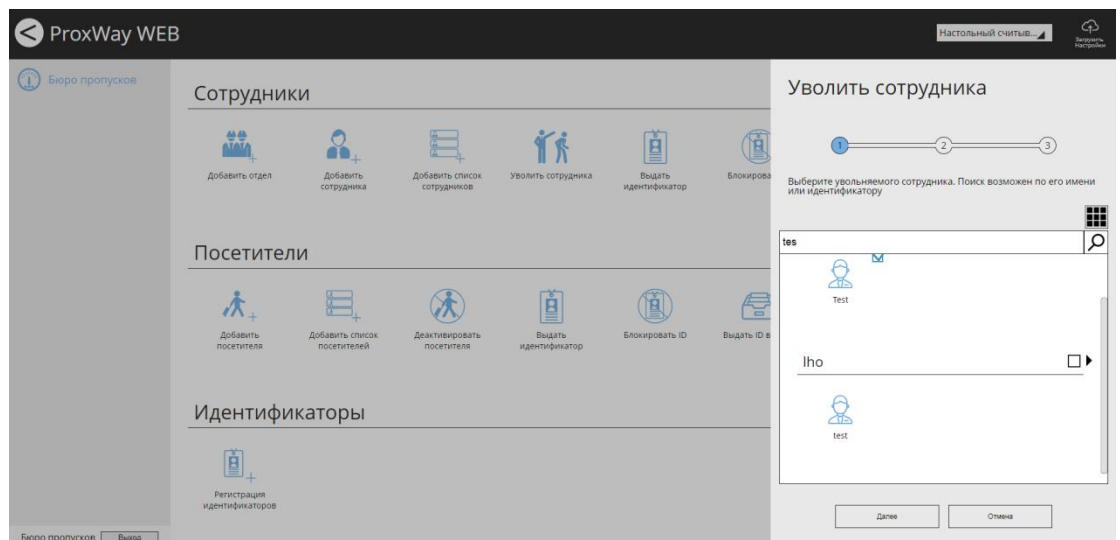 ProxWay WEB
Настольный считыв...
Загрузить
Настройки
Бюро пропусков
Сотрудники
Добавить отдел
Добавить
сотрудника
Добавить список
сотрудников
Уволить сотрудника
Выдать
идентификатор
Блокирова
Посетители
Добавить
посетителя
Добавить список
посетителей
Деактивировать
посетителя
Выдать
идентификатор
Блокировать ID
Выдать ID в
Идентификаторы
Регистрация
идентификаторов
Бюро пропусков
Выход
Уволить сотрудника
1
2
3
Выберите увольняемого сотрудника. Поиск возможен по его имени
или идентификатору
tes
Test
lho
test
Далее
Отмена